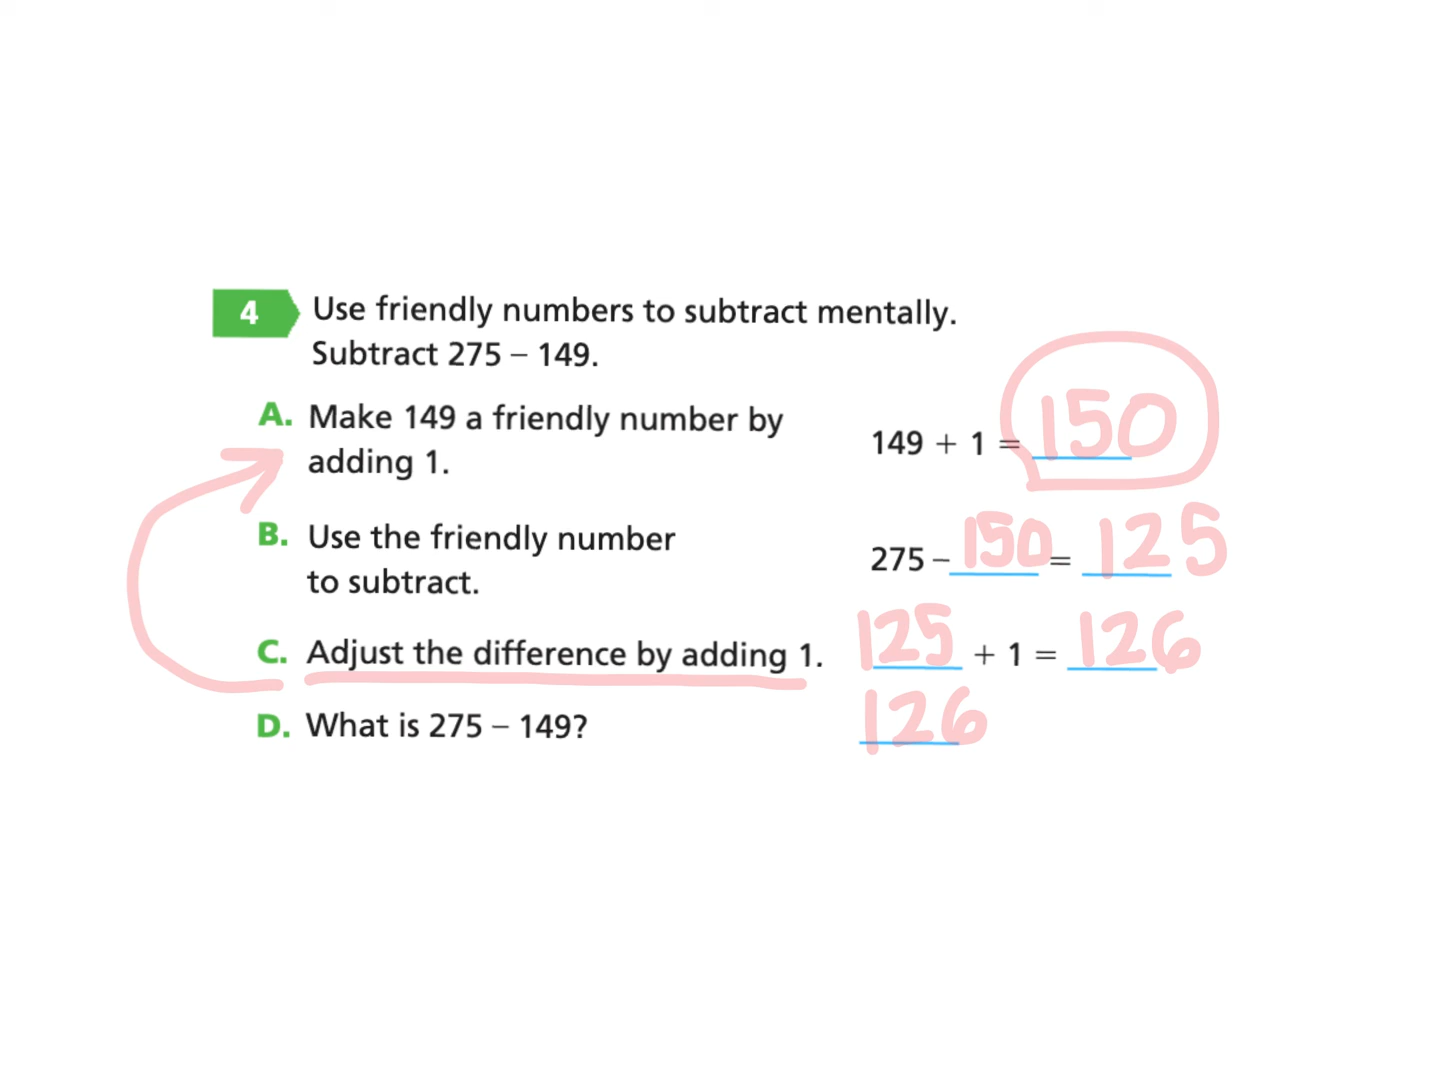 4 Use friendly numbers to subtract mentally.
Subtract 275 – 149.
A. Make 149 a friendly number by
adding 1.
149 + 1 = 150
B. Use the friendly number
to subtract.
275 – 150 = 125
C. Adjust the difference by adding 1.
125 + 1 = 126
D. What is 275 – 149?
126